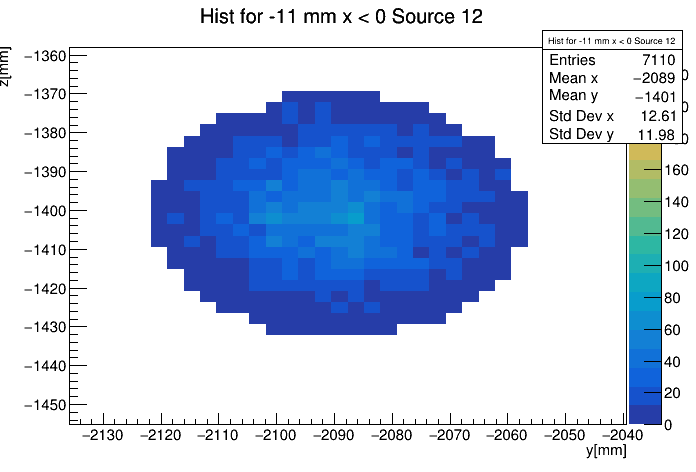 Hist for -11 mm x < 0 Source 12
z[mm]
Hist for -11 mm x < 0 Source 12
Entries 7110
Mean x −2089
Mean y −1401
Std Dev x 12.61
Std Dev y 11.98
−1360
−1370
−1380
−1390
−1400
−1410
−1420
−1430
−1440
−1450
160
140
120
100
80
60
40
20
0
−2130 −2120 −2110 −2100 −2090 −2080 −2070 −2060 −2050 −2040
y[mm]